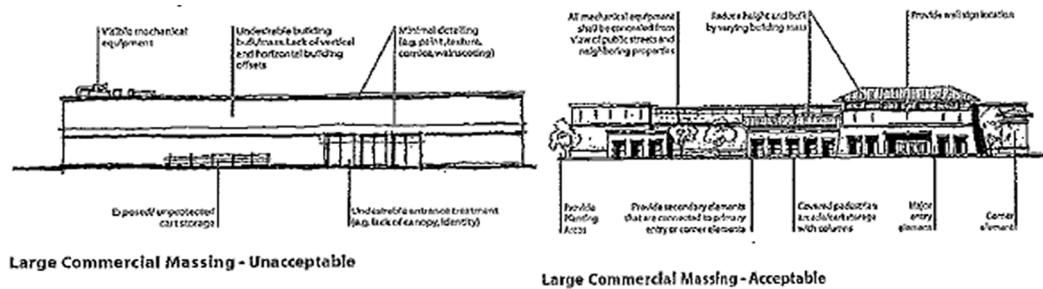 Visible mechanical
equipment
Undesirable building
bulk/mass. Lack of vertical
and horizontal building
offsets
Minimal detailing
(e.g. paint, texture,
cornice, wainscoting)
Exposed/ unprotected
cart storage
Undesirable entrance treatment
(e.g. lack of canopy, identity)
Large Commercial Massing - Unacceptable
All mechanical equipment
shall be concealed from
view of public streets and
neighboring properties
Reduce height and bulk
by varying building mass
Provide wall sign location
Provide
Planting
Areas
Provide secondary elements
that are connected to primary
entry or corner elements
Covered pedestrian
arcade/cart storage
with columns
Major
entry
element
Corner
element
Large Commercial Massing - Acceptable